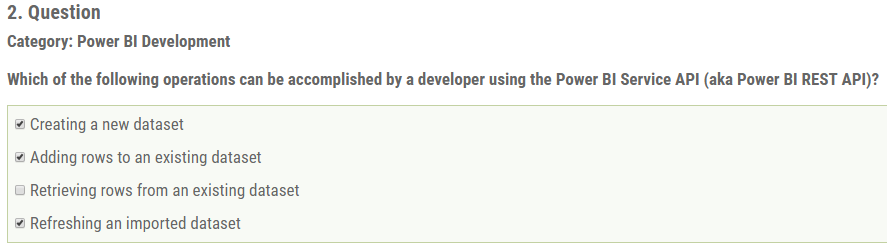 2. Question
Category: Power BI Development
Which of the following operations can be accomplished by a developer using the Power BI Service API (aka Power BI REST API)?
Creating a new dataset
Adding rows to an existing dataset
Retrieving rows from an existing dataset
Refreshing an imported dataset